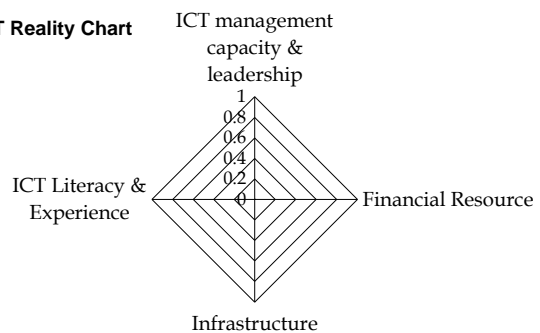 T Reality Chart
ICT management
capacity &
leadership
1
0.8
0.6
0.4
0.2
0
ICT Literacy &
Experience
Financial Resource
Infrastructure